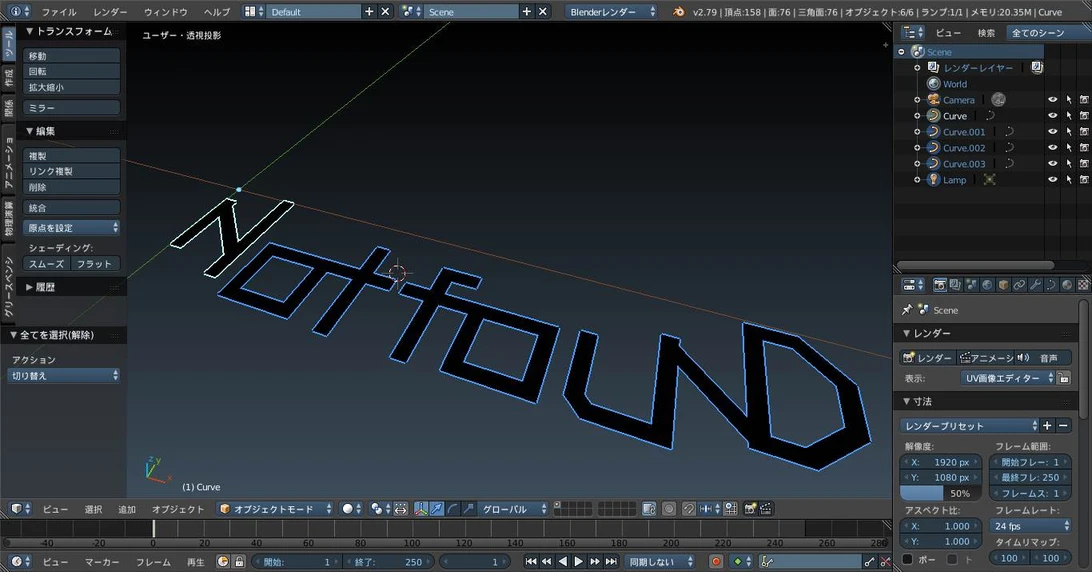 ファイル レンダー ウィンドウ ヘルプ Default Scene Blenderレンダー v2.79 | 頂点:158 | 面:76 | 三角面:76 | オブジェクト:6/6 | ランプ:1/1 | メモリ:20.35M | Curve
ビュー 検索 全てのシーン
ツール 作成 関係 アニメーショ 物理演算 グリースペンシ
トランスフォーム
移動
回転
拡大縮小
ミラー
編集
複製
リンク複製
削除
統合
原点を設定
シェーディング:
スムーズ フラット
履歴
全てを選択(解除)
アクション
切り替え
ユーザー・透視投影
Not foUND
z y x
(1) Curve
Scene
レンダーレイヤー
World
Camera
Curve
Curve.001
Curve.002
Curve.003
Lamp
Scene
レンダー
レンダー アニメーシ 音声
表示: UV画像エディター
寸法
レンダープリセット
解像度: フレーム範囲:
X: 1920 px 開始フレー: 1
Y: 1080 px 最終フレ: 250
50% フレームス: 1
アスペクト比: フレームレート:
X: 1.000 24 fps
Y: 1.000 タイムリマップ:
ボー ト 100 100
ビュー 選択 追加 オブジェクト オブジェクトモード グローバル
-40 -20 0 20 40 60 80 100 120 140 160 180 200 220 240 260 280
ビュー マーカー フレーム 再生 開始: 1 終了: 250 1 同期しない